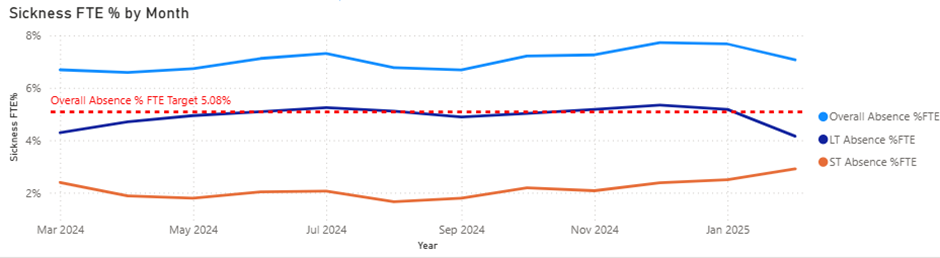 Sickness FTE % by Month
8%
6%
Overall Absence % FTE Target 5.08%
4%
2%
Sickness FTE%
Mar 2024
May 2024
Jul 2024
Sep 2024
Nov 2024
Jan 2025
Year
Overall Absence %FTE
LT Absence %FTE
ST Absence %FTE